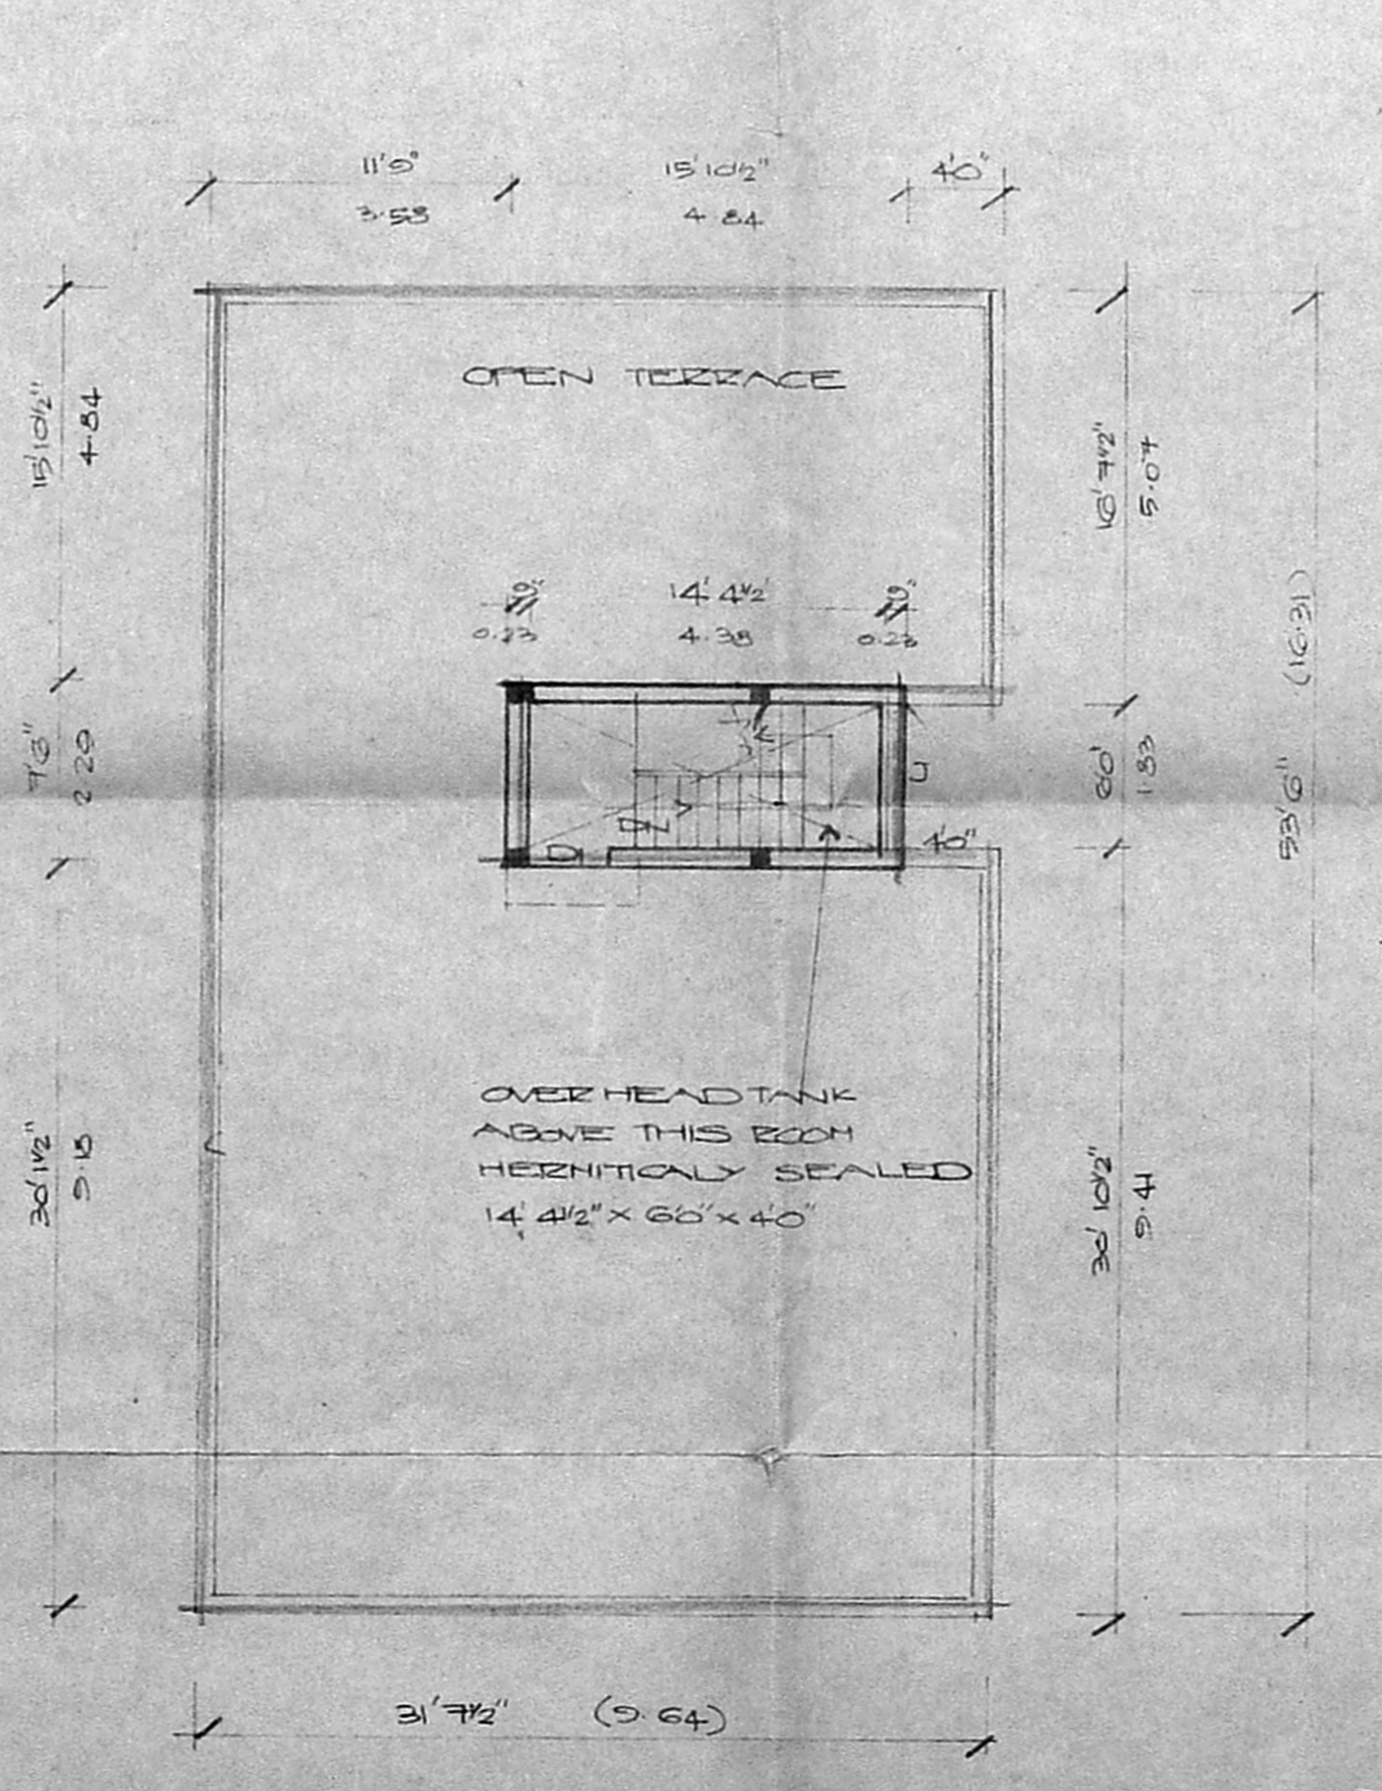 11'9"
15'10½"
4'0"
3.58
4.84
OPEN TERRACE
15'10½"
4.84
16'7½"
5.07
9"
14' 4½"
9"
0.23
4.38
0.23
7'6"
2.29
6'0"
1.83
53'6" (16.31)
U
DN
D1
4'0"
OVER HEAD TANK
ABOVE THIS ROOM
HERMITICALY SEALED
14' 4½" X 6'0" X 4'0"
30' 1½"
9.18
30' 10½"
9.41
31' 7½" (9.64)